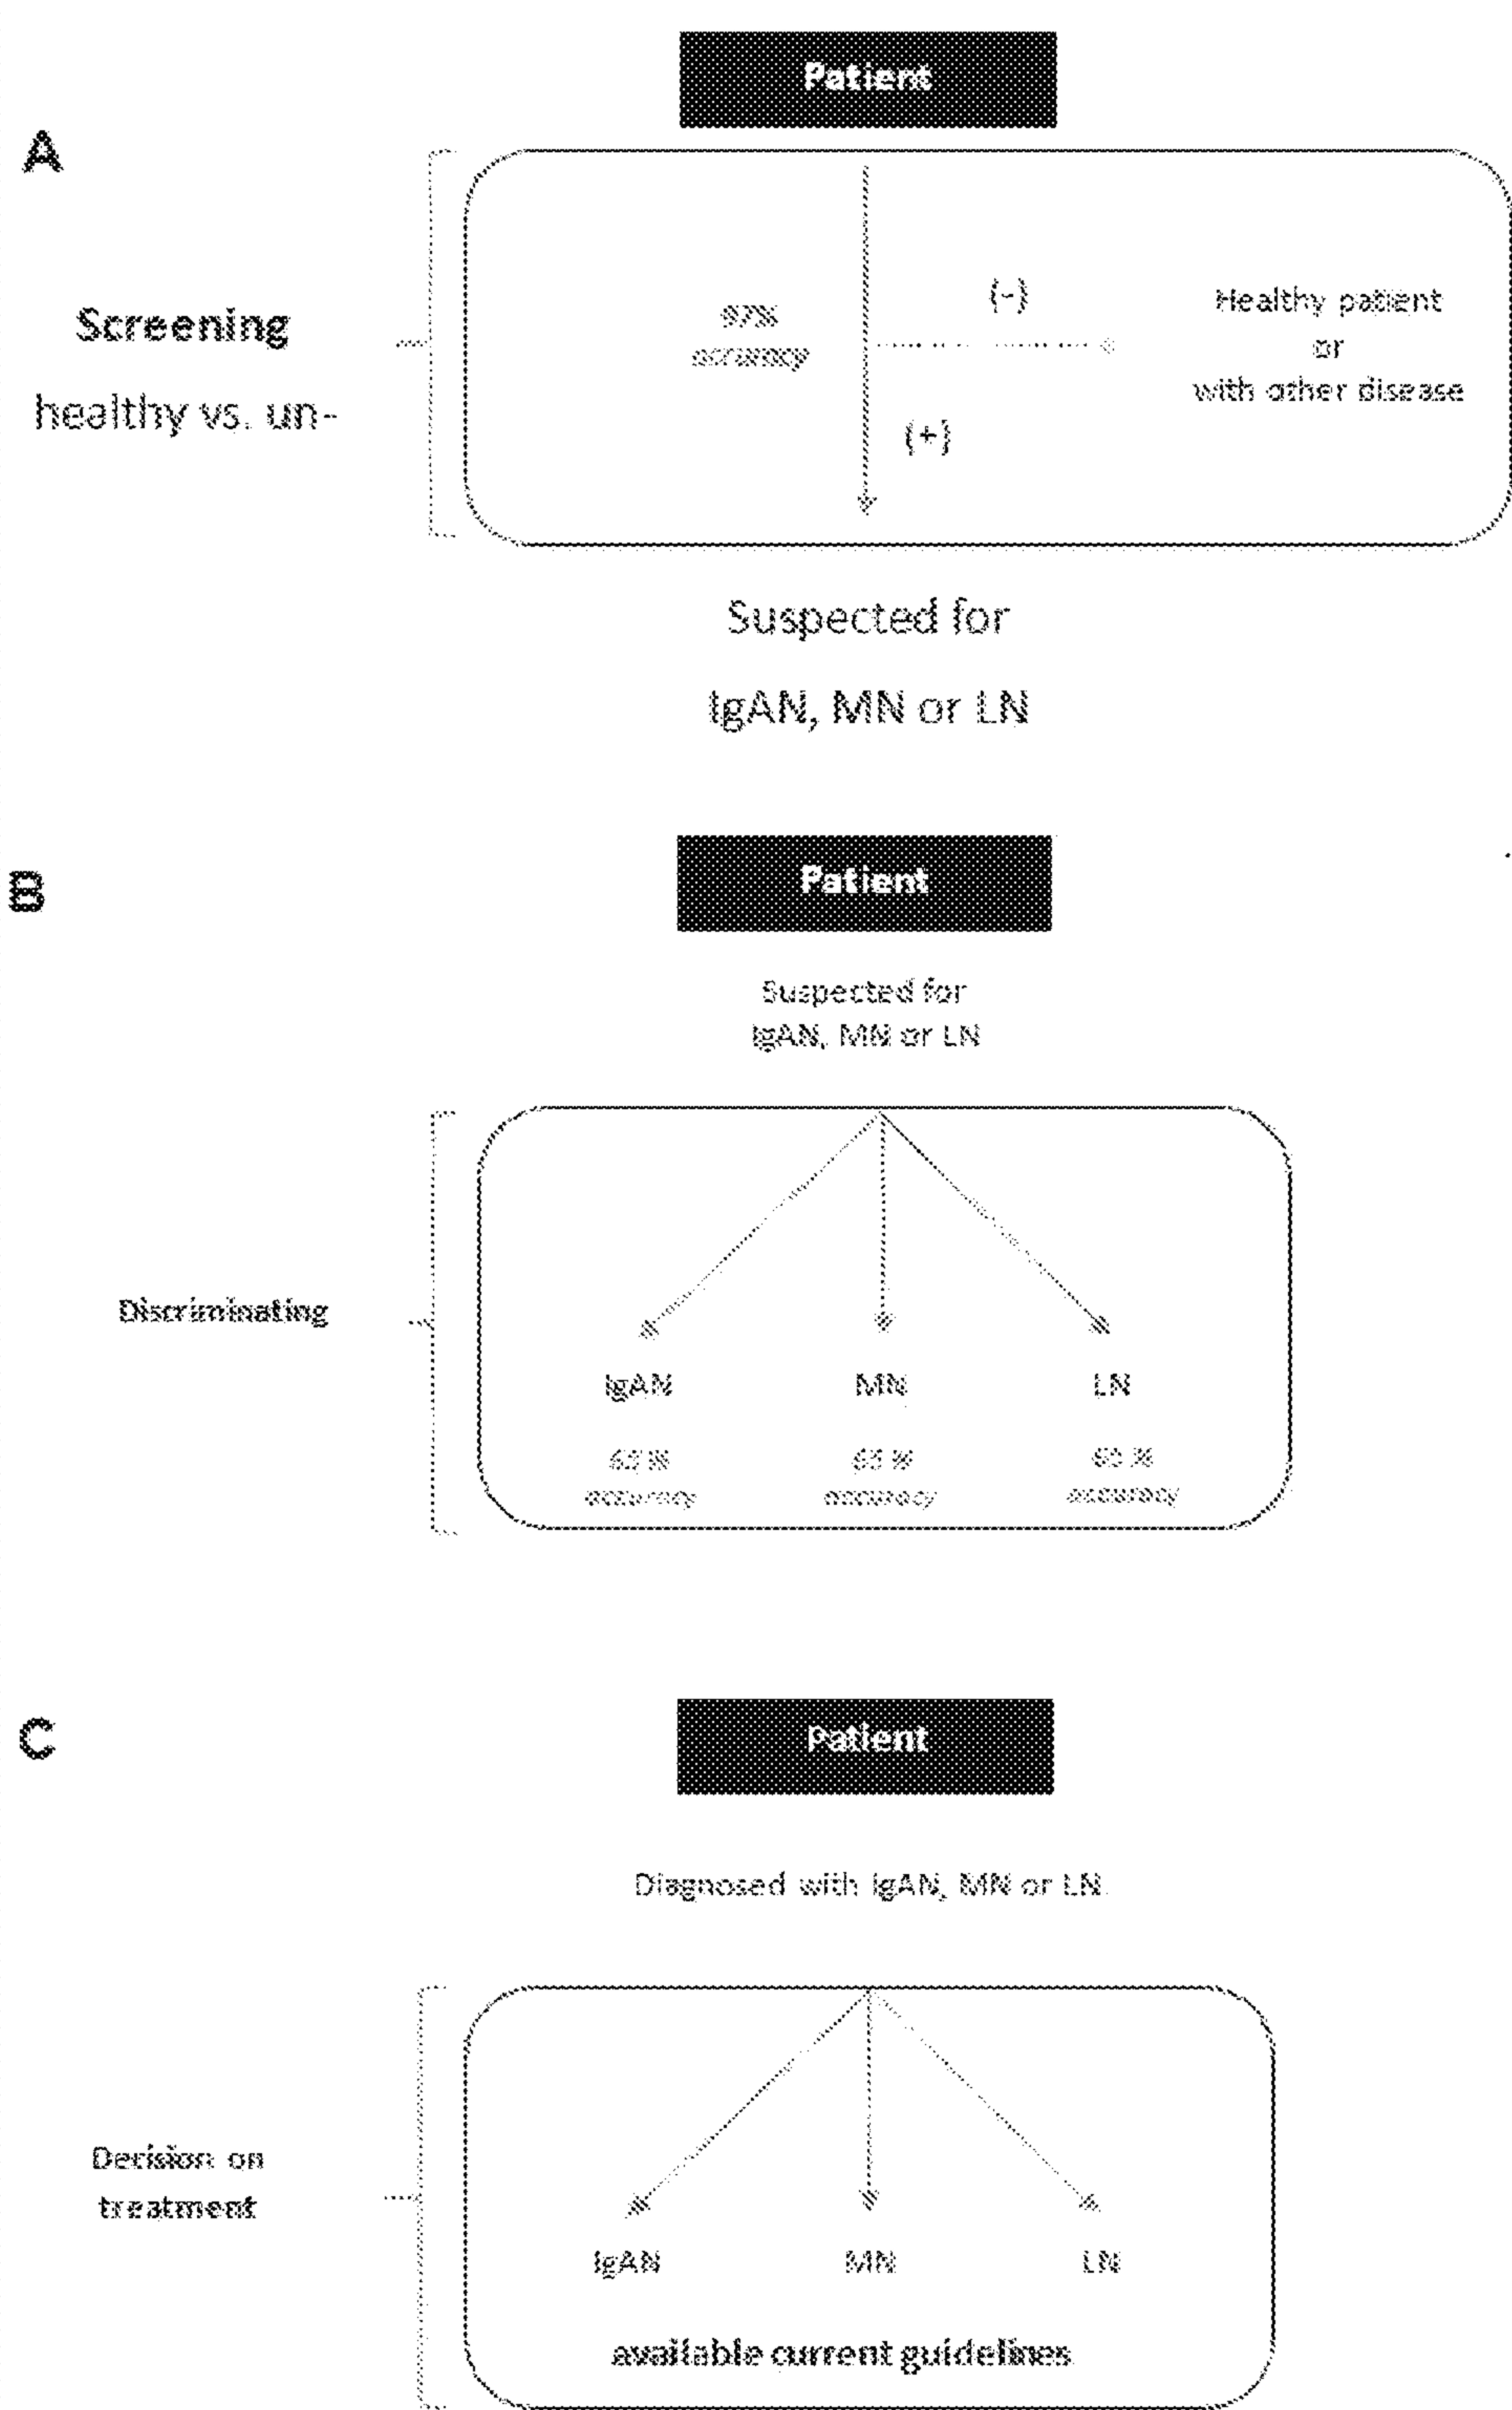 Patient
A
Screening
healthy vs. un-
97%
accuracy
(-)
(+)
Healthy patient
or
with other disease
Suspected for
IgAN, MN or LN
B
Patient
Suspected for
IgAN, MN or LN
Discriminating
IgAN
MN
LN
accuracy
accuracy
accuracy
C
Patient
Diagnosed with IgAN, MN or LN
Decision on
treatment
IgAN
MN
LN
available current guidelines